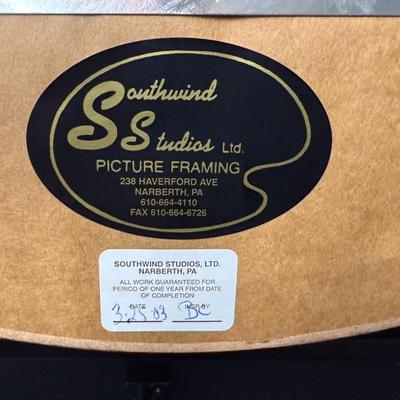 Southwind
Studios Ltd.
PICTURE FRAMING
238 HAVERFORD AVE
NARBERTH, PA
610-664-4110
FAX 610-664-6726
SOUTHWIND STUDIOS, LTD.
NARBERTH, PA
ALL WORK GUARANTEED FOR
PERIOD OF ONE YEAR FROM DATE
OF COMPLETION
DATE INSP BY
3-25-03 BC